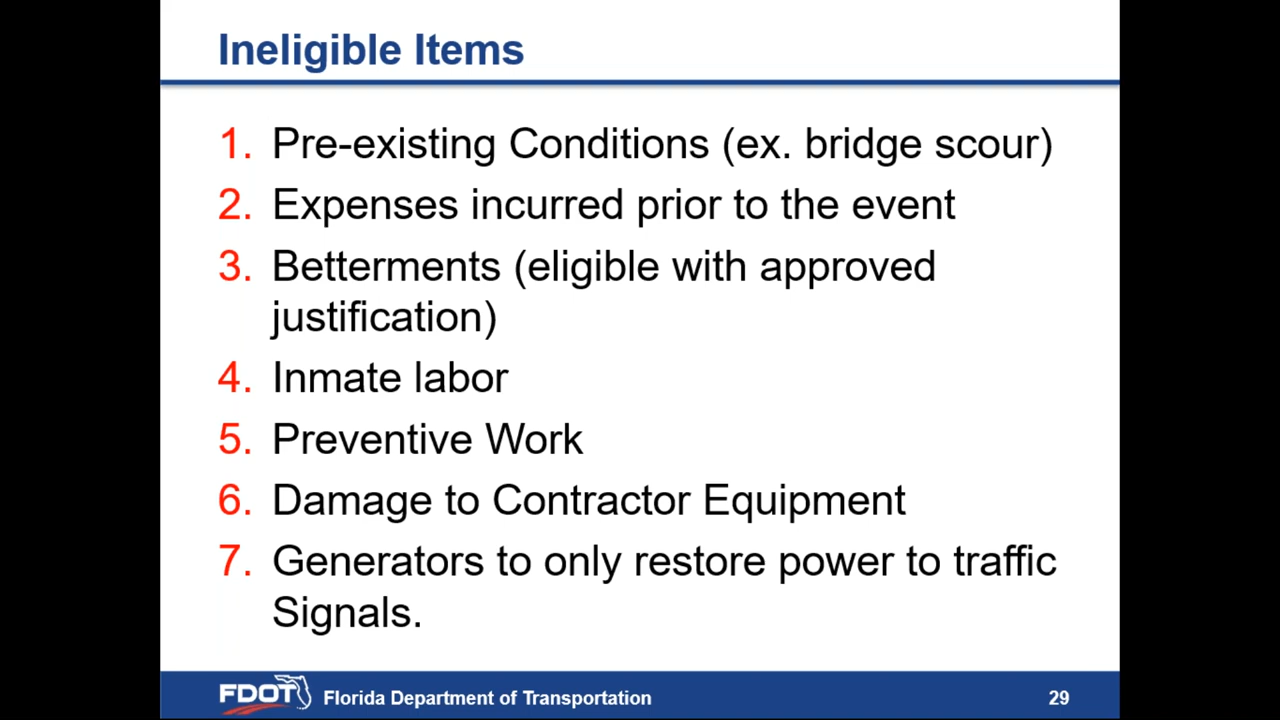 Ineligible Items
1. Pre-existing Conditions (ex. bridge scour)
2. Expenses incurred prior to the event
3. Betterments (eligible with approved
justification)
4. Inmate labor
5. Preventive Work
6. Damage to Contractor Equipment
7. Generators to only restore power to traffic
Signals.
FDOT Florida Department of Transportation 29